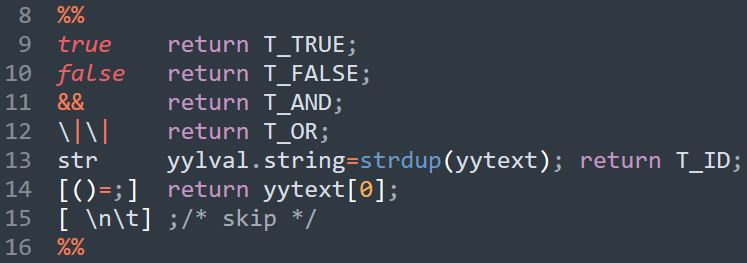 8 %%
9 true return T_TRUE;
10 false return T_FALSE;
11 && return T_AND;
12 \|\| return T_OR;
13 str yylval.string=strdup(yytext); return T_ID;
14 [()=;] return yytext[0];
15 [ \n\t] ;/* skip */
16 %%